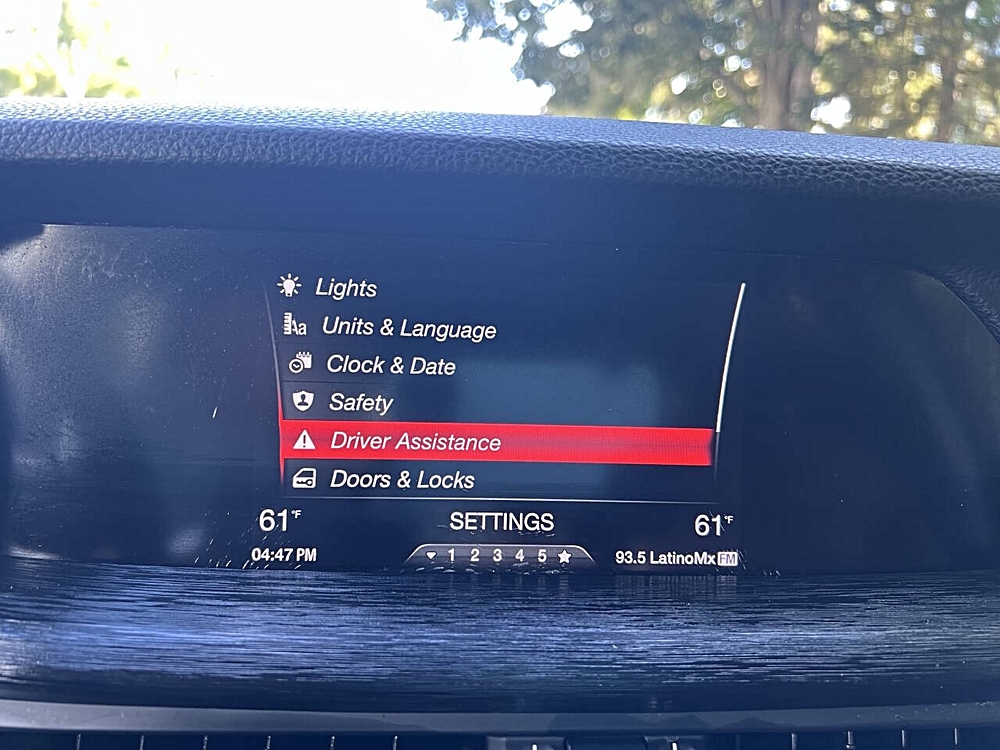 Lights
Aa
Units & Language
Clock & Date
Safety
Driver Assistance
Doors & Locks
61°F SETTINGS 61°F
04:47 PM 1 2 3 4 5 93.5 LatinoMx FM